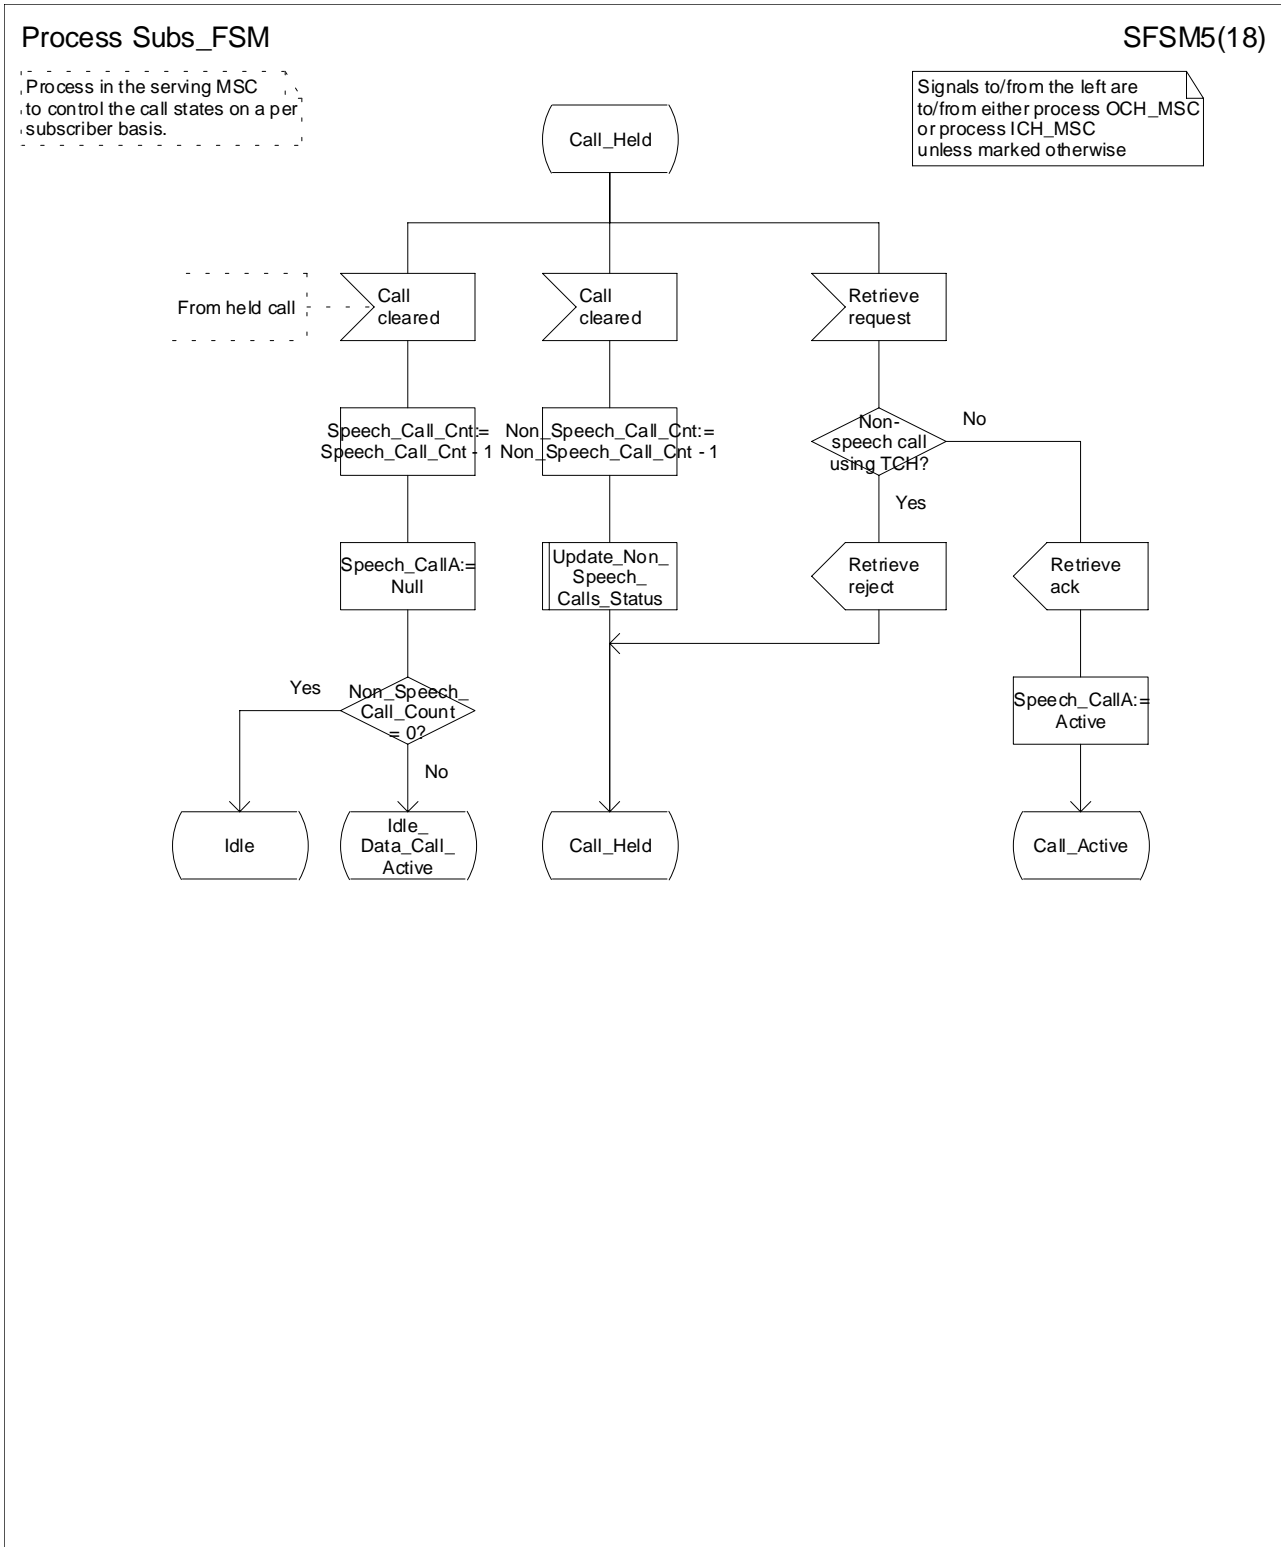 Process Subs_FSM
SFSM5(18)
Process in the serving MSC
to control the call states on a per
subscriber basis.
Signals to/from the left are
to/from either process OCH_MSC
or process ICH_MSC
unless marked otherwise
Call_Held
From held call
Call
cleared
Call
cleared
Retrieve
request
Speech_Call_Cnt:=
Speech_Call_Cnt - 1
Non_Speech_Call_Cnt:=
Non_Speech_Call_Cnt - 1
Non-
speech call
using TCH?
No
Yes
Speech_CallA:=
Null
Update_Non_
Speech_
Calls_Status
Retrieve
reject
Retrieve
ack
Yes
Non_Speech_
Call_Count
= 0?
No
Speech_CallA:=
Active
Idle
Idle_
Data_Call_
Active
Call_Held
Call_Active